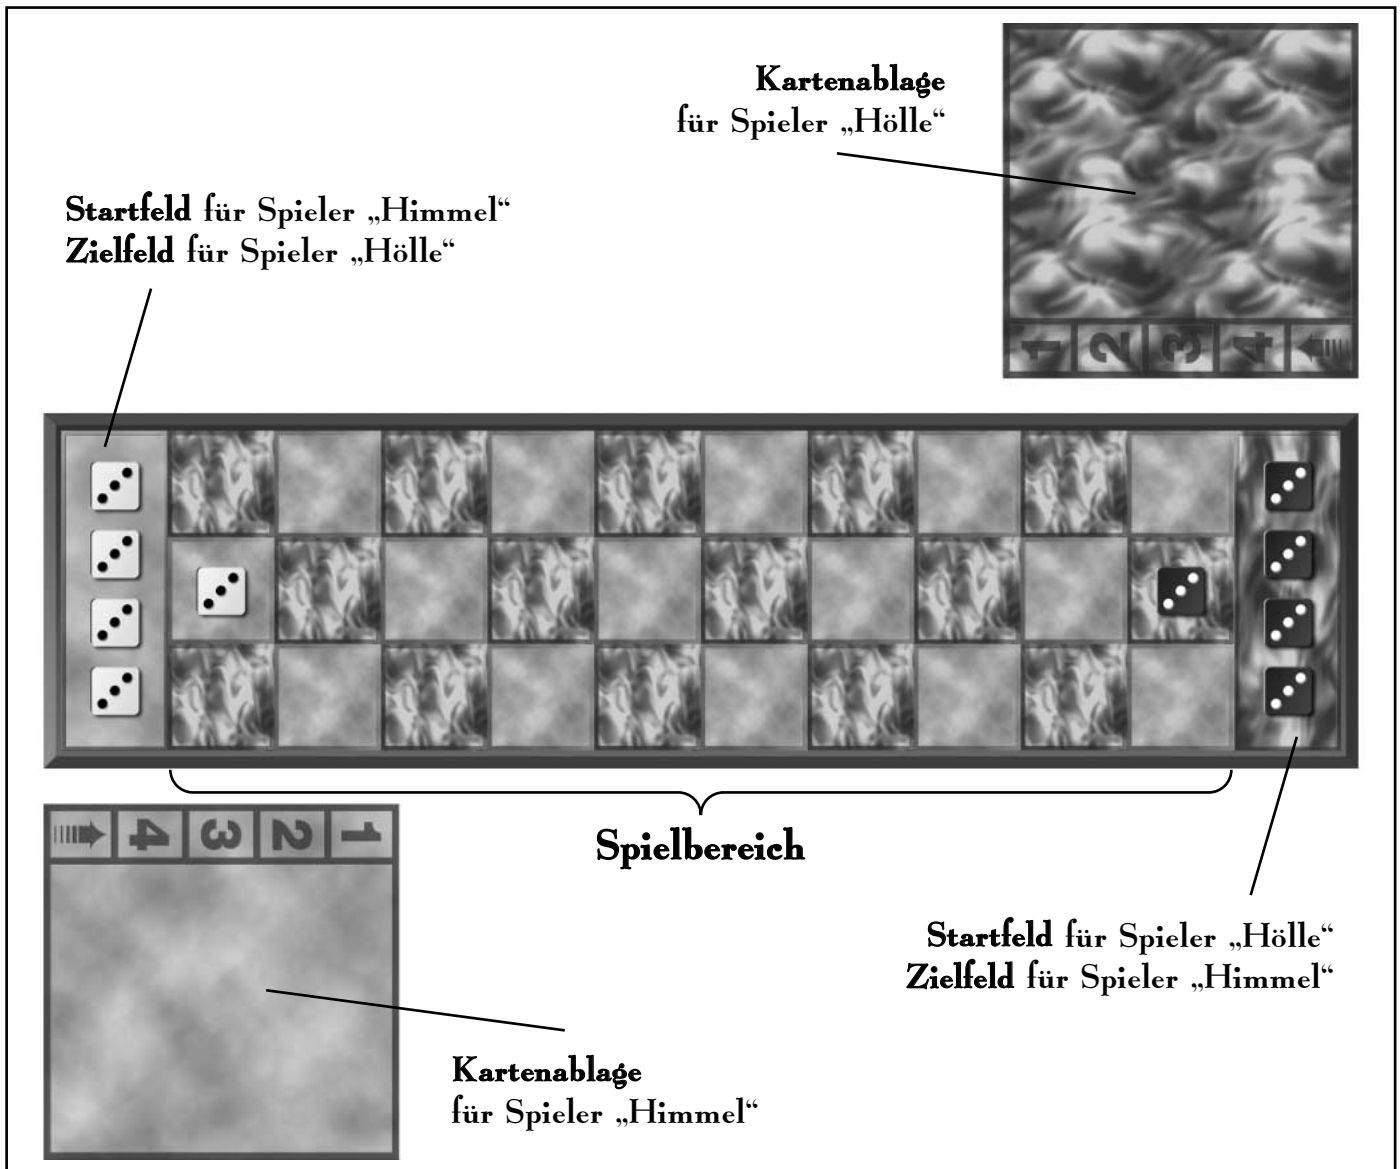 Kartenablage
für Spieler „Hölle“
Startfeld für Spieler „Himmel“
Zielfeld für Spieler „Hölle“
1 2 3 4
4 3 2 1
Spielbereich
Startfeld für Spieler „Hölle“
Zielfeld für Spieler „Himmel“
Kartenablage
für Spieler „Himmel“